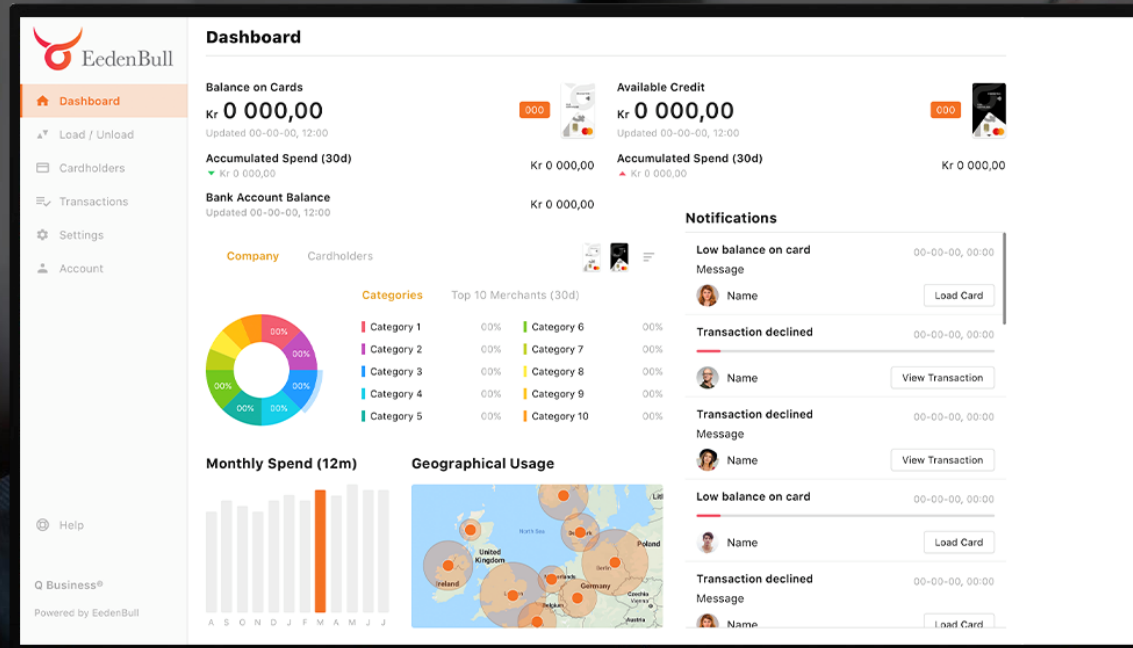 EedenBull
Dashboard
Load / Unload
Cardholders
Transactions
Settings
Account
Help
Q Business®
Powered by EedenBull
Dashboard
Balance on Cards
Kr 0 000,00
000
Updated 00-00-00, 12:00
Accumulated Spend (30d)
Kr 0 000,00
Kr 0 000,00
Bank Account Balance
Kr 0 000,00
Updated 00-00-00, 12:00
Available Credit
Kr 0 000,00
000
Updated 00-00-00, 12:00
Accumulated Spend (30d)
Kr 0 000,00
Kr 0 000,00
Company Cardholders
Categories Top 10 Merchants (30d)
00%
00%
00%
00%
00%
00%
Category 1 00% Category 6 00%
Category 2 00% Category 7 00%
Category 3 00% Category 8 00%
Category 4 00% Category 9 00%
Category 5 00% Category 10 00%
Monthly Spend (12m)
A S O N D J F M A M J J
Geographical Usage
North Sea
United
Kingdom
Ireland
Poland
Berlin
Germany
Belgium
Czechia
Vienna
Austria
Notifications
Low balance on card 00-00-00, 00:00
Message
Name Load Card
Transaction declined 00-00-00, 00:00
Name View Transaction
Transaction declined 00-00-00, 00:00
Message
Name View Transaction
Low balance on card 00-00-00, 00:00
Name Load Card
Transaction declined 00-00-00, 00:00
Message
Name Load Card